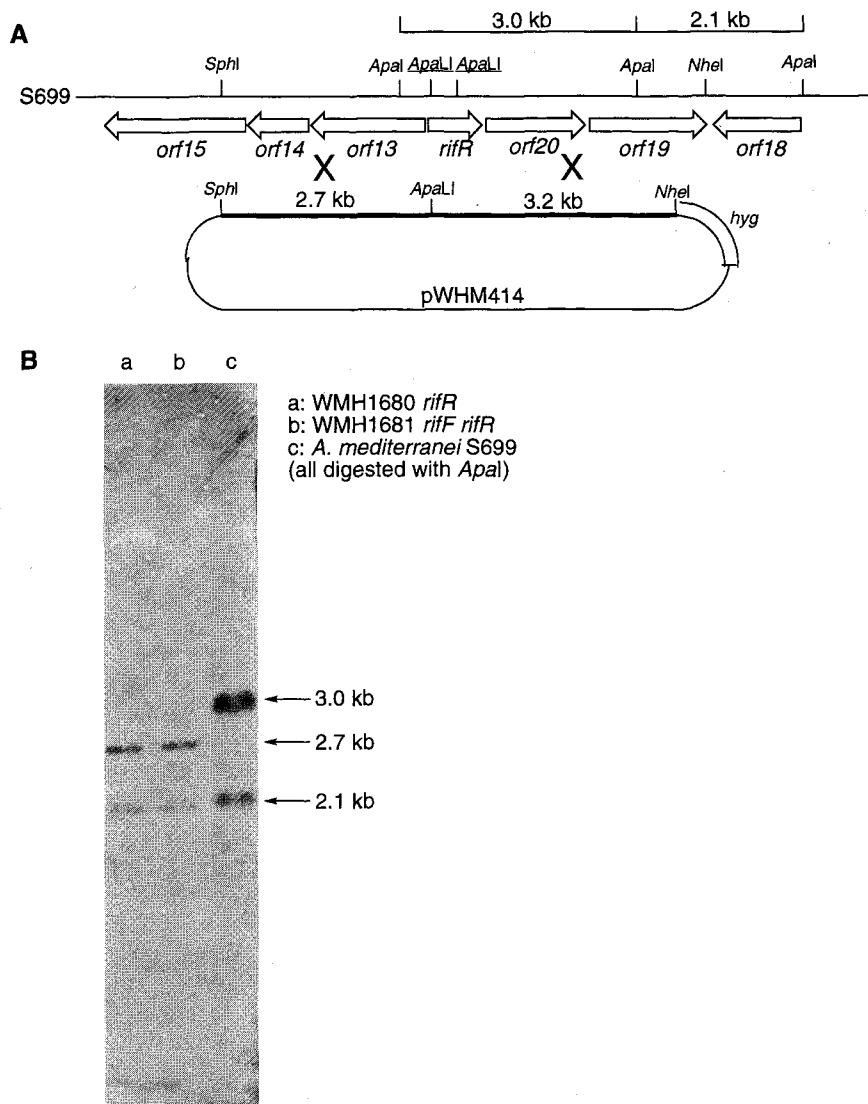 A
3.0 kb 2.1 kb
SphI ApaI ApaLI ApaLI ApaI NheI ApaI
S699
orf15 orf14 orf13 rifR orf20 orf19 orf18
X X
SphI 2.7 kb ApaLI 3.2 kb NheI
hyg
pWHM414
B
a b c
a: WMH1680 rifR
b: WMH1681 rifF rifR
c: A. mediterranei S699
(all digested with ApaI)
3.0 kb
2.7 kb
2.1 kb